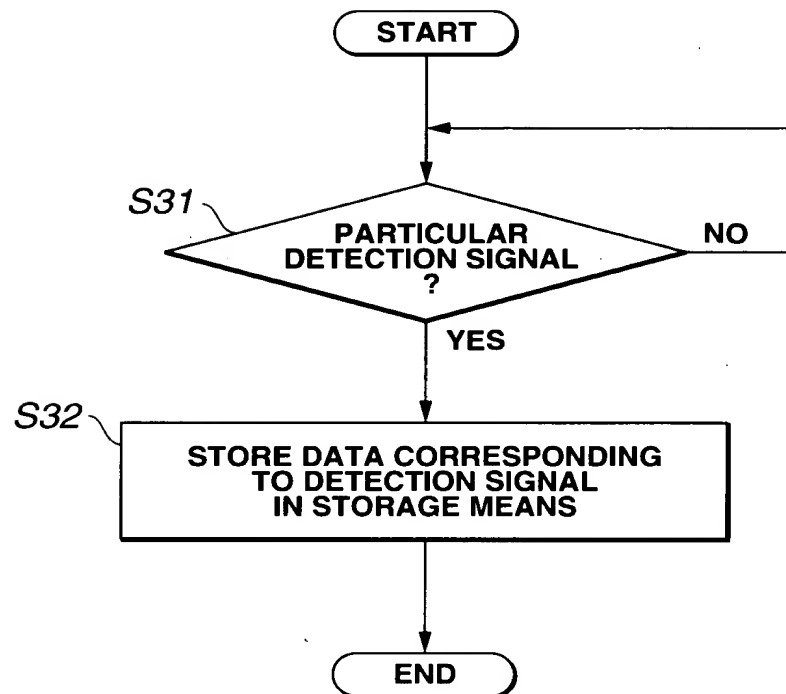 START
S31
PARTICULAR
DETECTION SIGNAL
?
NO
YES
S32
STORE DATA CORRESPONDING
TO DETECTION SIGNAL
IN STORAGE MEANS
END